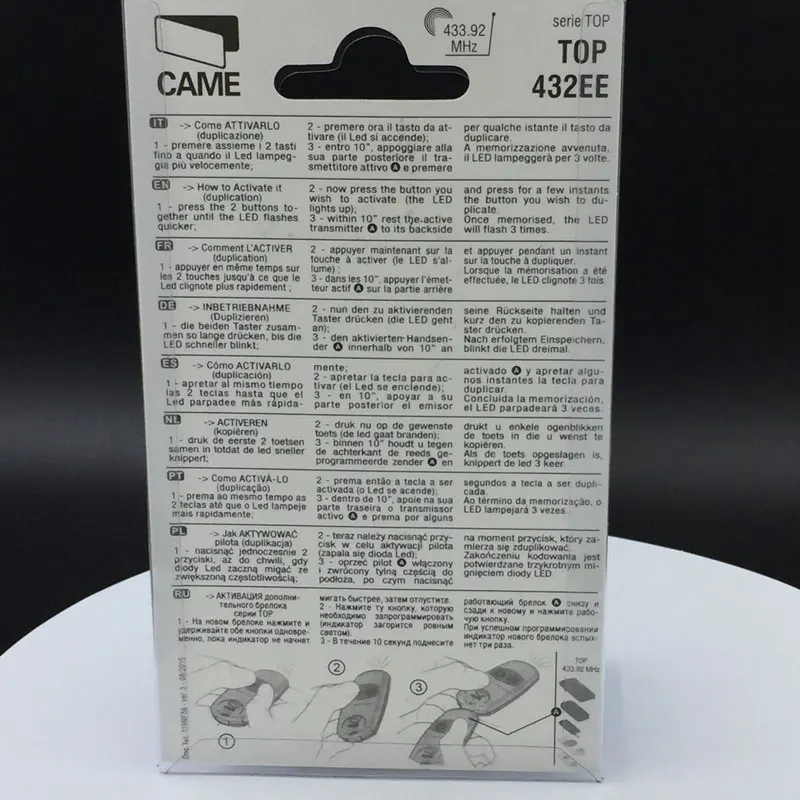 CAME
433.92
MHz
serie TOP
TOP
432EE
IT -> Come ATTIVARLO
(duplicazione)
1 - premere assieme i 2 tasti
fino a quando il Led lampeg-
gia più velocemente;
2 - premere ora il tasto da at-
tivare (il Led si accende);
3 - entro 10", appoggiare alla
sua parte posteriore il tra-
smettitore attivo A e premere
per qualche istante il tasto da
duplicare.
A memorizzazione avvenuta,
il LED lampeggerà per 3 volte.
EN -> How to Activate it
(duplication)
1 - press the 2 buttons to-
gether until the LED flashes
quicker;
2 - now press the button you
wish to activate (the LED
lights up);
3 - within 10" rest the active
transmitter A to its backside
and press for a few instants
the button you wish to du-
plicate.
Once memorised, the LED
will flash 3 times.
FR -> Comment L'ACTIVER
(duplication)
1 - appuyer en même temps sur
les 2 touches jusqu'à ce que le
Led clignote plus rapidement ;
2 - appuyer maintenant sur la
touche à activer (le LED s'al-
lume) ;
3 - dans les 10", appuyer l'émet-
teur actif A sur la partie arrière
et appuyer pendant un instant
sur la touche à dupliquer.
Lorsque la mémorisation a été
effectuée, le LED clignote 3 fois.
DE -> INBETRIEBNAHME
(Duplizieren)
1 - die beiden Taster zusam-
men so lange drücken, bis die
LED schneller blinkt;
2 - nun den zu aktivierenden
Taster drücken (die LED geht
an);
3 - den aktivierten Handsen-
der A innerhalb von 10" an
seine Rückseite halten und
kurz den zu kopierenden Ta-
ster drücken.
Nach erfolgtem Einspeichern,
blinkt die LED dreimal.
ES -> Cómo ACTIVARLO
(duplicación)
1 - apretar al mismo tiempo
las 2 teclas hasta que el
Led parpadee más rápida-
mente;
2 - apretar la tecla para ac-
tivar (el Led se enciende);
3 - en 10", apoyar a su
parte posterior el emisor
activado A y apretar algu-
nos instantes la tecla para
duplicar.
Concluida la memorización,
el LED parpadeará 3 veces.
NL -> ACTIVEREN
(kopiëren)
1 - druk de eerste 2 toetsen
samen in totdat de led sneller
knippert;
2 - druk nu op de gewenste
toets (de led gaat branden);
3 - binnen 10" houdt u tegen
de achterkant de reeds ge-
programmeerde zender A en
drukt u enkele ogenblikken
de toets in die u wenst te
kopiëren.
Als de toets opgeslagen is,
knippert de led 3 keer.
PT -> Como ACTIVÁ-LO
(duplicação)
1 - prema ao mesmo tempo as
2 teclas até que o Led lampeje
mais rapidamente;
2 - prema então a tecla a ser
activada (o Led se acende);
3 - dentro de 10", apoie na sua
parte traseira o transmissor
activo A e prema por alguns
segundos a tecla a ser dupli-
cada.
Ao término da memorização, o
LED lampejará 3 vezes.
PL -> Jak AKTYWOWAĆ
pilota (duplikacja)
1 - nacisnąć jednocześnie 2
przyciski, aż do chwili, gdy
diody Led zaczną migać ze
zwiększoną częstotliwością;
2 - teraz należy nacisnąć przy-
cisk w celu aktywacji pilota
(zapala się dioda Led);
3 - oprzeć pilot A włączony
i zwrócony tylną częścią do
podłoża, po czym nacisnąć
na moment przycisk, który za-
mierza się zduplikować.
Zakończeniu kodowania jest
potwierdzane trzykrotnym mi-
gnięciem diody LED
RU -> АКТИВАЦИЯ дополни-
тельного брелока
серии TOP
1 - На новом брелоке нажмите и
удерживайте обе кнопки одновре-
менно, пока индикатор не начнет
мигать быстрее, затем отпустите.
2 - Нажмите ту кнопку, которую
необходимо запрограммировать
(индикатор загорится ровным
светом).
3 - В течение 10 секунд поднесите
работающий брелок A снизу и
сзади к новому и нажмите рабо-
чую кнопку.
При успешном программировании
индикатор нового брелока вспых-
нет три раза.
1
2
3
TOP
433.92 MHz
A